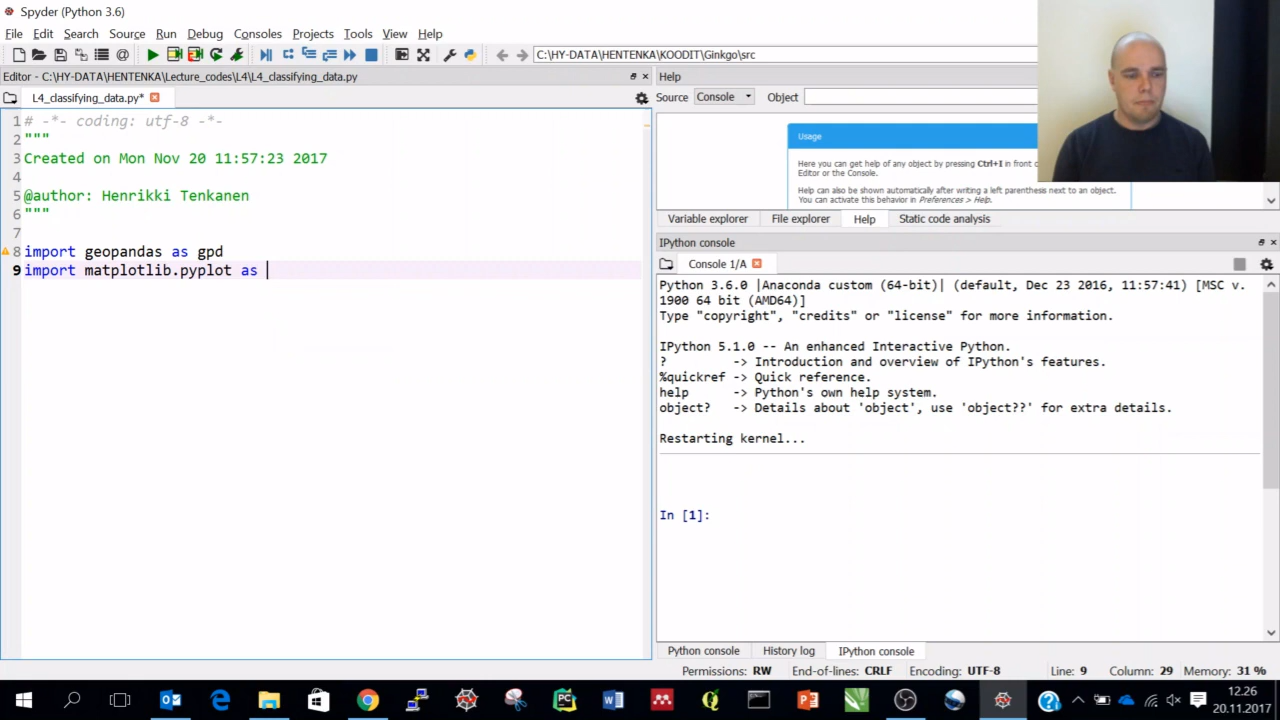 Spyder (Python 3.6)
File Edit Search Source Run Debug Consoles Projects Tools View Help
C:\HY-DATA\HENTENKA\KOODIT\Ginkgo\src
Editor - C:\HY-DATA\HENTENKA\Lecture_codes\L4\L4_classifying_data.py
Help
L4_classifying_data.py*
Source Console Object
1 # -*- coding: utf-8 -*-
2 """
3 Created on Mon Nov 20 11:57:23 2017
4
5 @author: Henrikki Tenkanen
6 """
7
8 import geopandas as gpd
9 import matplotlib.pyplot as
Usage
Here you can get help of any object by pressing Ctrl+I in front
Editor or the Console.
Help can also be shown automatically after writing a left parenthesis next to an object.
You can activate this behavior in Preferences > Help.
Variable explorer File explorer Help Static code analysis
IPython console
Console 1/A
Python 3.6.0 |Anaconda custom (64-bit)| (default, Dec 23 2016, 11:57:41) [MSC v.
1900 64 bit (AMD64)]
Type "copyright", "credits" or "license" for more information.
IPython 5.1.0 -- An enhanced Interactive Python.
? -> Introduction and overview of IPython's features.
%quickref -> Quick reference.
help -> Python's own help system.
object? -> Details about 'object', use 'object??' for extra details.
Restarting kernel...
In [1]:
Python console History log IPython console
Permissions: RW End-of-lines: CRLF Encoding: UTF-8 Line: 9 Column: 29 Memory: 31 %
12.26
20.11.2017